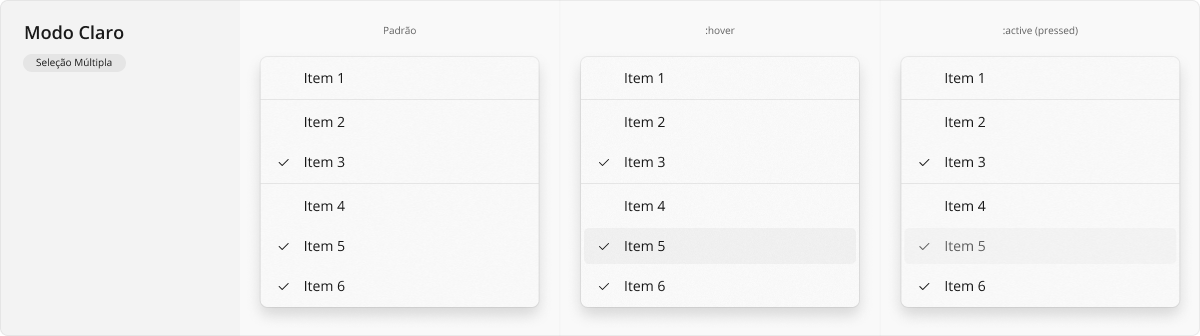 Modo Claro
Seleção Múltipla
Padrão
Item 1
Item 2
Item 3
Item 4
Item 5
Item 6
:hover
Item 1
Item 2
Item 3
Item 4
Item 5
Item 6
:active (pressed)
Item 1
Item 2
Item 3
Item 4
Item 5
Item 6